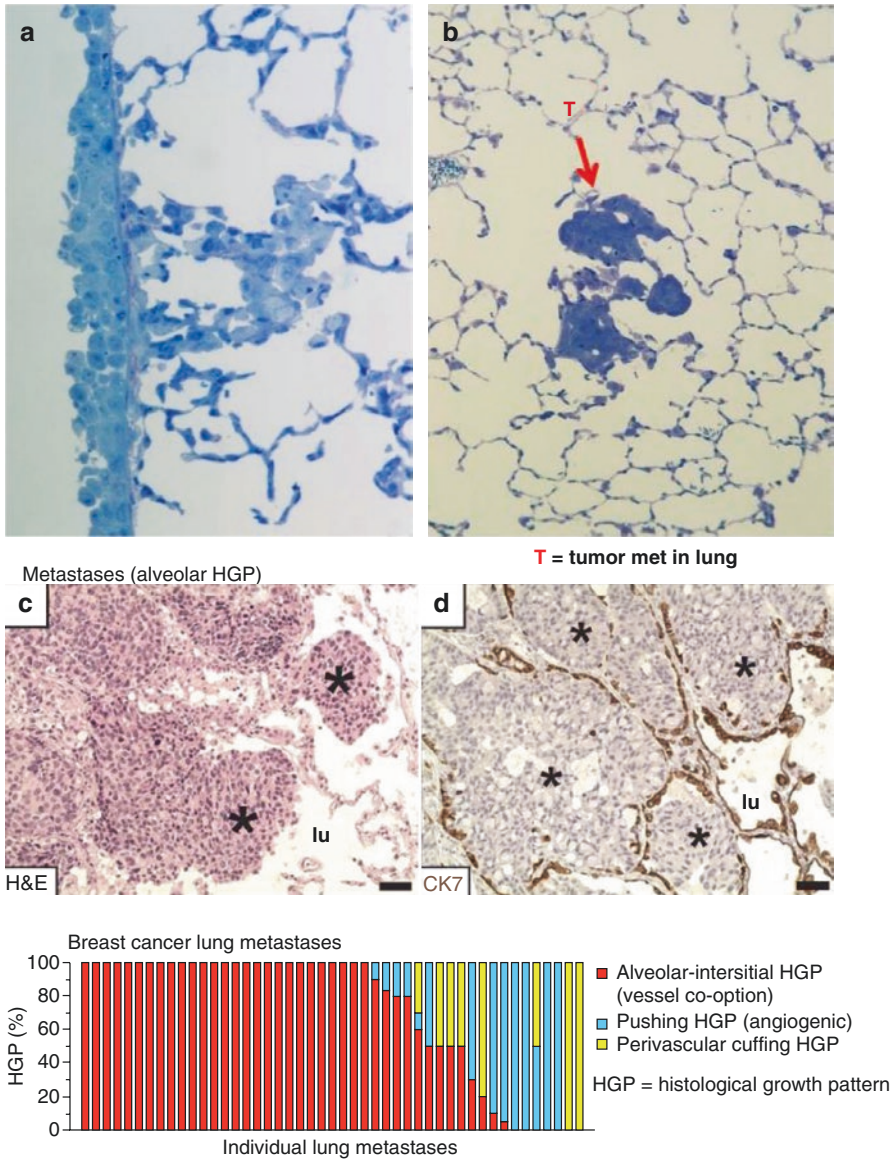 a
b
T
T = tumor met in lung
Metastases (alveolar HGP)
c
d
*
*
*
*
*
*
lu
lu
H&E
CK7
Breast cancer lung metastases
100
80
60
40
20
0
HGP (%)
Individual lung metastases
Alveolar-intersitial HGP
(vessel co-option)
Pushing HGP (angiogenic)
Perivascular cuffing HGP
HGP = histological growth pattern